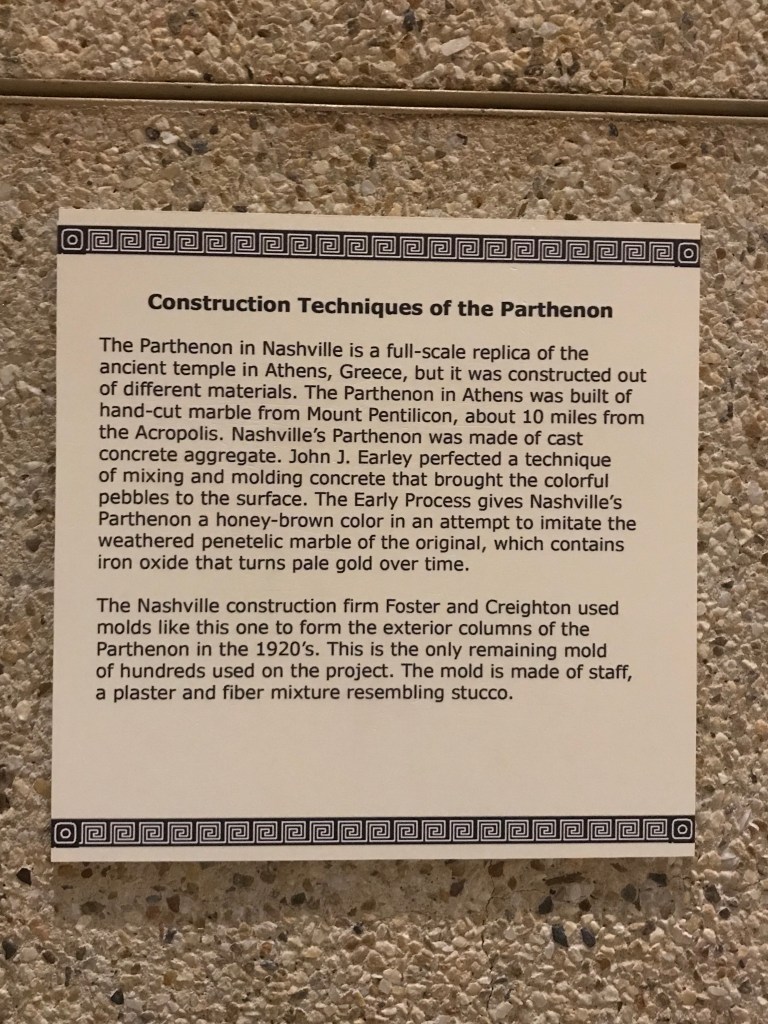 Construction Techniques of the Parthenon
The Parthenon in Nashville is a full-scale replica of the
ancient temple in Athens, Greece, but it was constructed out
of different materials. The Parthenon in Athens was built of
hand-cut marble from Mount Pentilicon, about 10 miles from
the Acropolis. Nashville's Parthenon was made of cast
concrete aggregate. John J. Earley perfected a technique
of mixing and molding concrete that brought the colorful
pebbles to the surface. The Early Process gives Nashville's
Parthenon a honey-brown color in an attempt to imitate the
weathered penetelic marble of the original, which contains
iron oxide that turns pale gold over time.
The Nashville construction firm Foster and Creighton used
molds like this one to form the exterior columns of the
Parthenon in the 1920's. This is the only remaining mold
of hundreds used on the project. The mold is made of staff,
a plaster and fiber mixture resembling stucco.